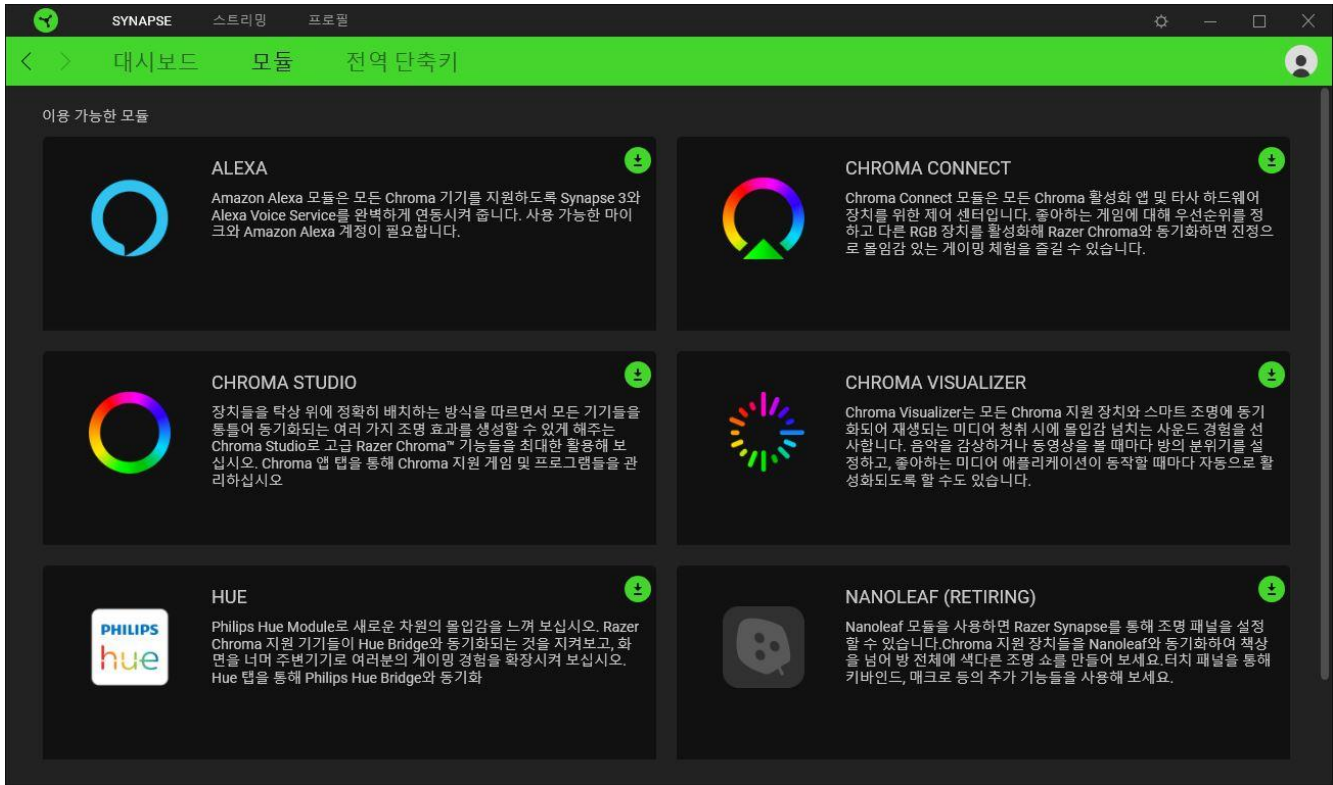 SYNAPSE 스트리밍 프로필
대시보드 모듈 전역 단축키
이용 가능한 모듈
ALEXA
Amazon Alexa 모듈은 모든 Chroma 기기를 지원하도록 Synapse 3와
Alexa Voice Service를 완벽하게 연동시켜 줍니다. 사용 가능한 마이
크와 Amazon Alexa 계정이 필요합니다.
CHROMA CONNECT
Chroma Connect 모듈은 모든 Chroma 활성화 앱 및 타사 하드웨어
장치를 위한 제어 센터입니다. 좋아하는 게임에 대해 우선순위를 정
하고 다른 RGB 장치를 활성화해 Razer Chroma와 동기화하면 진정으
로 몰입감 있는 게이밍 체험을 즐길 수 있습니다.
CHROMA STUDIO
장치들을 탁상 위에 정확히 배치하는 방식을 따르면서 모든 기기들을
통틀어 동기화되는 여러 가지 조명 효과를 생성할 수 있게 해주는
Chroma Studio로 고급 Razer Chroma™ 기능들을 최대한 활용해 보
십시오. Chroma 앱 탭을 통해 Chroma 지원 게임 및 프로그램들을 관
리하십시오
CHROMA VISUALIZER
Chroma Visualizer는 모든 Chroma 지원 장치와 스마트 조명에 동기
화되어 재생되는 미디어 청취 시에 몰입감 넘치는 사운드 경험을 선
사합니다. 음악을 감상하거나 동영상을 볼 때마다 방의 분위기를 설
정하고, 좋아하는 미디어 애플리케이션이 동작할 때마다 자동으로 활
성화되도록 할 수도 있습니다.
PHILIPS
hue
HUE
Philips Hue Module로 새로운 차원의 몰입감을 느껴 보십시오. Razer
Chroma 지원 기기들이 Hue Bridge와 동기화되는 것을 지켜보고, 화
면을 너머 주변기기로 여러분의 게이밍 경험을 확장시켜 보십시오.
Hue 탭을 통해 Philips Hue Bridge와 동기화
NANOLEAF (RETIRING)
Nanoleaf 모듈을 사용하면 Razer Synapse를 통해 조명 패널을 설정
할 수 있습니다.Chroma 지원 장치들을 Nanoleaf와 동기화하여 책상
을 넘어 방 전체에 색다른 조명 쇼를 만들어 보세요.터치 패널을 통해
키바인드, 매크로 등의 추가 기능들을 사용해 보세요.